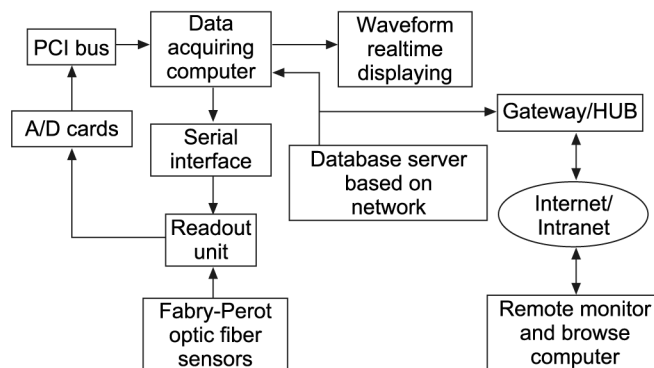 Data
acquiring
computer
Waveform
realtime
displaying
PCI bus
A/D cards
Serial
interface
Gateway/HUB
Database server
based on
network
Readout
unit
Internet/
Intranet
Fabry-Perot
optic fiber
sensors
Remote monitor
and browse
computer